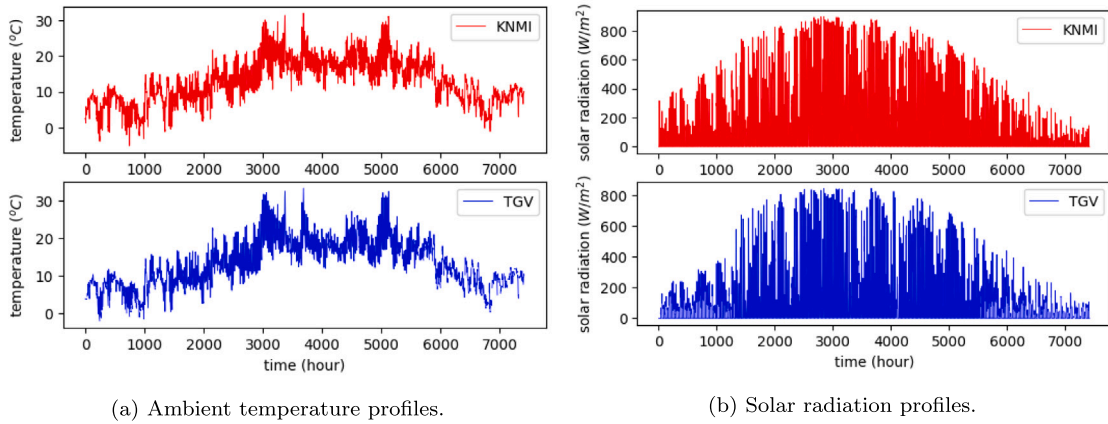 KNMI
temperature (°C)
30
20
10
0
0 1000 2000 3000 4000 5000 6000 7000
TGV
temperature (°C)
30
20
10
0
0 1000 2000 3000 4000 5000 6000 7000
time (hour)
(a) Ambient temperature profiles.
KNMI
solar radiation (W/m²)
800
600
400
200
0
0 1000 2000 3000 4000 5000 6000 7000
TGV
solar radiation (W/m²)
800
600
400
200
0
0 1000 2000 3000 4000 5000 6000 7000
time (hour)
(b) Solar radiation profiles.